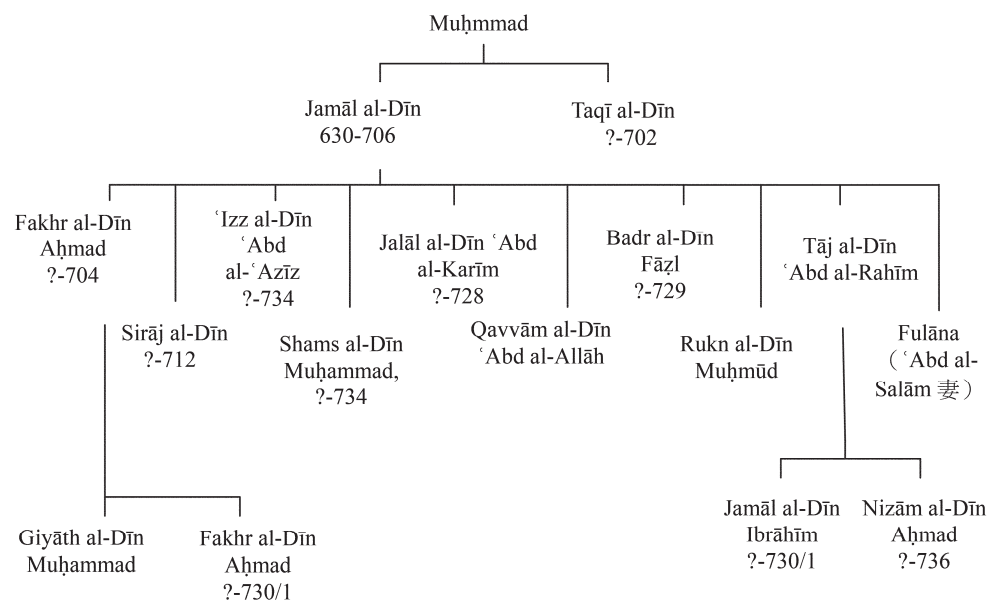 Muḥmmad
Jamāl al-Dīn
630-706
Taqī al-Dīn
?-702
Fakhr al-Dīn
Aḥmad
?-704
Sirāj al-Dīn
?-712
ʿIzz al-Dīn
ʿAbd
al-ʿAzīz
?-734
Shams al-Dīn
Muḥammad,
?-734
Jalāl al-Dīn ʿAbd
al-Karīm
?-728
Qavvām al-Dīn
ʿAbd al-Allāh
Badr al-Dīn
Fāẓl
?-729
Rukn al-Dīn
Muḥmūd
Tāj al-Dīn
ʿAbd al-Rahīm
Fulāna
（ʿAbd al-
Salām 妻）
Giyāth al-Dīn
Muḥammad
Fakhr al-Dīn
Aḥmad
?-730/1
Jamāl al-Dīn
Ibrāhīm
?-730/1
Nizām al-Dīn
Aḥmad
?-736